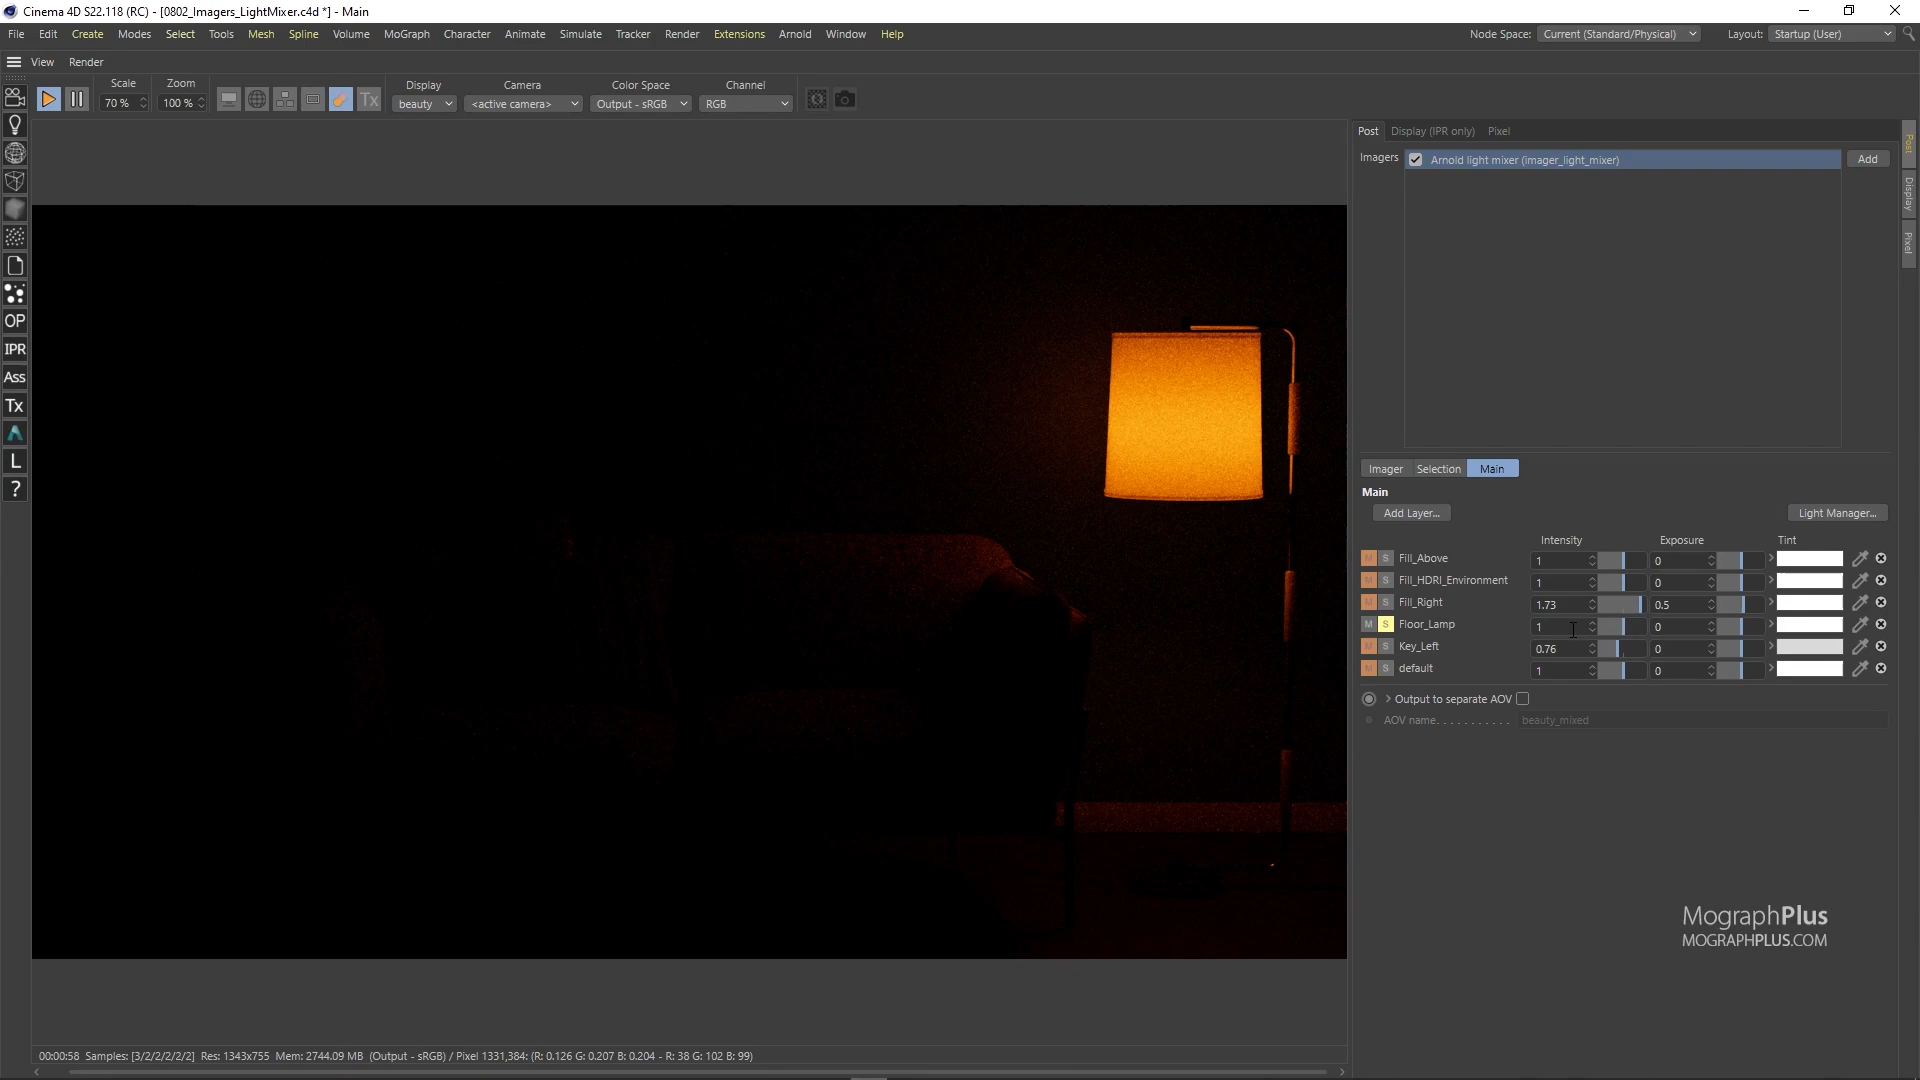 Cinema 4D S22.118 (RC) - [0802_Imagers_LightMixer.c4d *] - Main
File Edit Create Modes Select Tools Mesh Spline Volume MoGraph Character Animate Simulate Tracker Render Extensions Arnold Window Help Node Space: Current (Standard/Physical) Layout: Startup (User)
View Render
Scale Zoom Display Camera Color Space Channel
70 % 100 % Tx beauty <active camera> Output - sRGB RGB
Post Display (IPR only) Pixel
Post
Display
Pixel
Imagers Arnold light mixer (imager_light_mixer) Add
OP
IPR
Ass
Tx
L
?
Imager Selection Main
Main
Add Layer... Light Manager...
Intensity Exposure Tint
M S Fill_Above 1 0
M S Fill_HDRI_Environment 1 0
M S Fill_Right 1.73 0.5
M S Floor_Lamp 1 0
M S Key_Left 0.76 0
M S default 1 0
> Output to separate AOV
AOV name. . . . . . . . . . . beauty_mixed
MographPlus
MOGRAPHPLUS.COM
00:00:58 Samples: [3/2/2/2/2/2] Res: 1343x755 Mem: 2744.09 MB (Output - sRGB) / Pixel 1331,384: (R: 0.126 G: 0.207 B: 0.204 - R: 38 G: 102 B: 99)